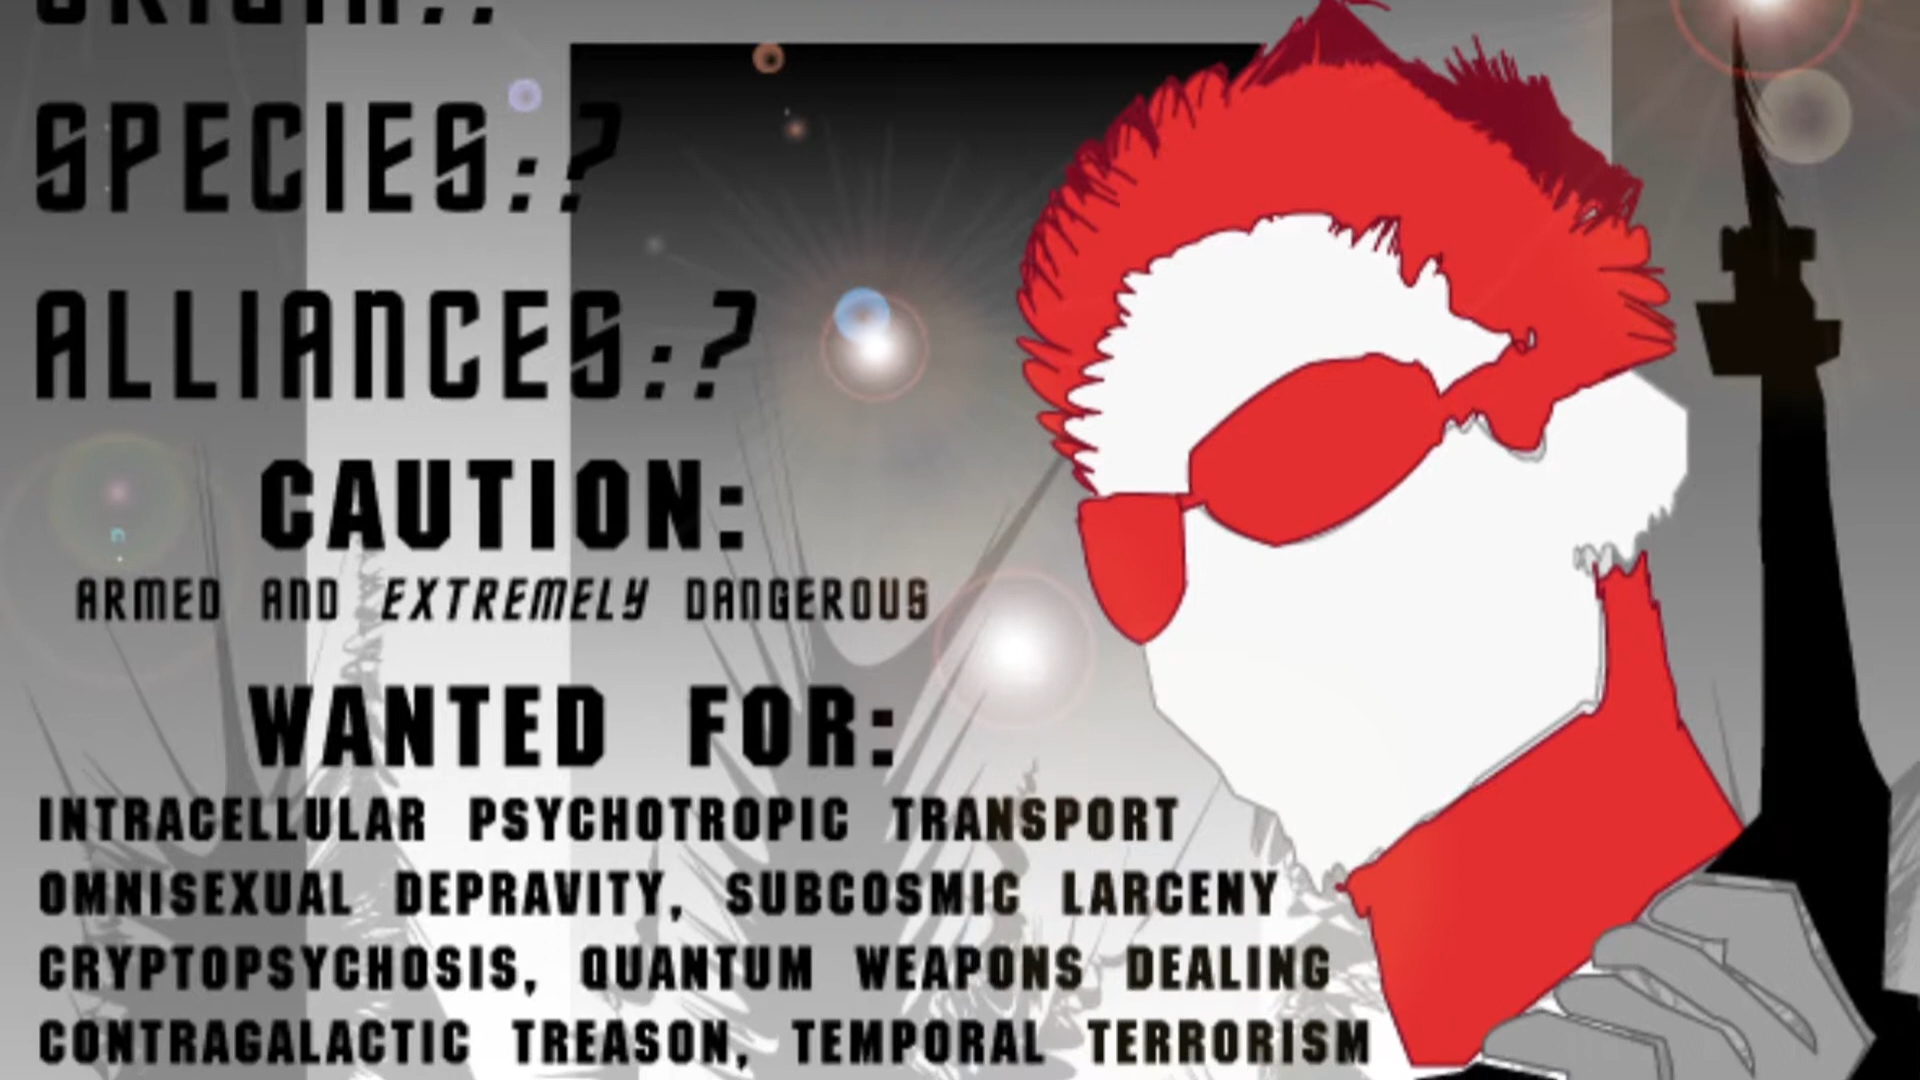 ORIGIN:?
SPECIES:?
ALLIANCES:?
CAUTION:
ARMED AND EXTREMELY DANGEROUS
WANTED FOR:
INTRACELLULAR PSYCHOTROPIC TRANSPORT
OMNISEXUAL DEPRAVITY, SUBCOSMIC LARCENY
CRYPTOPSYCHOSIS, QUANTUM WEAPONS DEALING
CONTRAGALACTIC TREASON, TEMPORAL TERRORISM